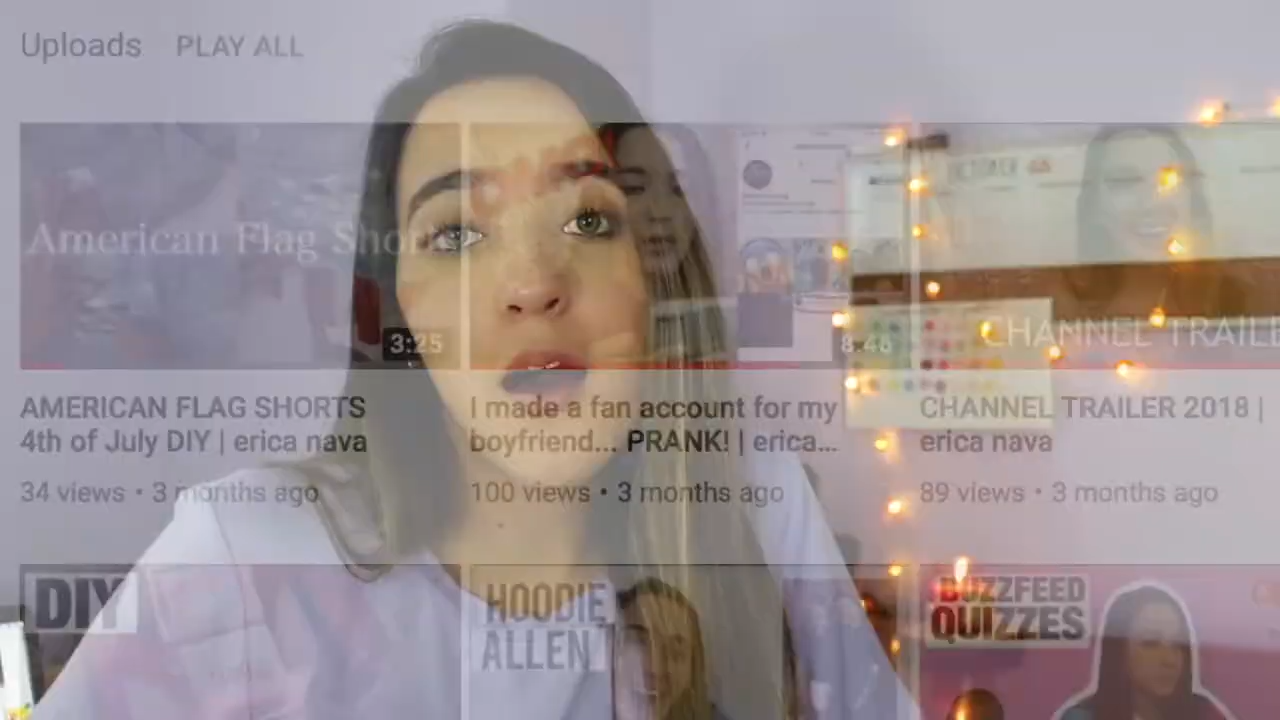 Uploads PLAY ALL
American Flag Shor
OCTOBER
CHANNEL TRAILE
3:25
8:48
AMERICAN FLAG SHORTS
4th of July DIY | erica nava
34 views • 3 months ago
I made a fan account for my
boyfriend... PRANK! | erica...
100 views • 3 months ago
CHANNEL TRAILER 2018 |
erica nava
89 views • 3 months ago
DIY
HOODIE
ALLEN
BUZZFEED
QUIZZES